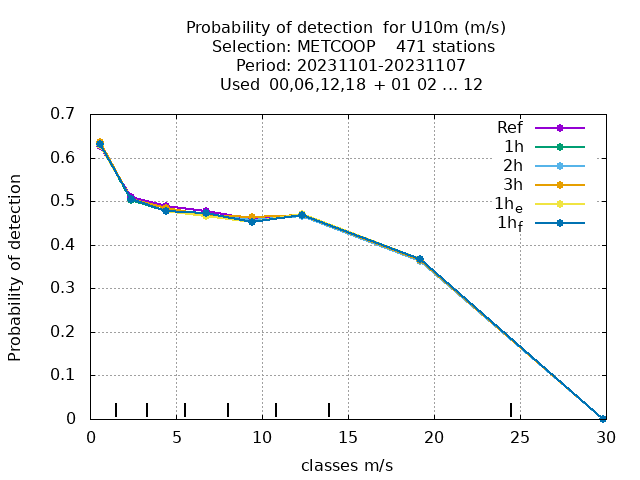 Probability of detection  for U10m (m/s)
Selection: METCOOP    471 stations
Period: 20231101-20231107
Used  00,06,12,18  + 01 02 ... 12
Probability of detection
0.7
0.6
0.5
0.4
0.3
0.2
0.1
0
Ref
1h
2h
3h
1he
1hf
0 5 10 15 20 25 30
classes m/s